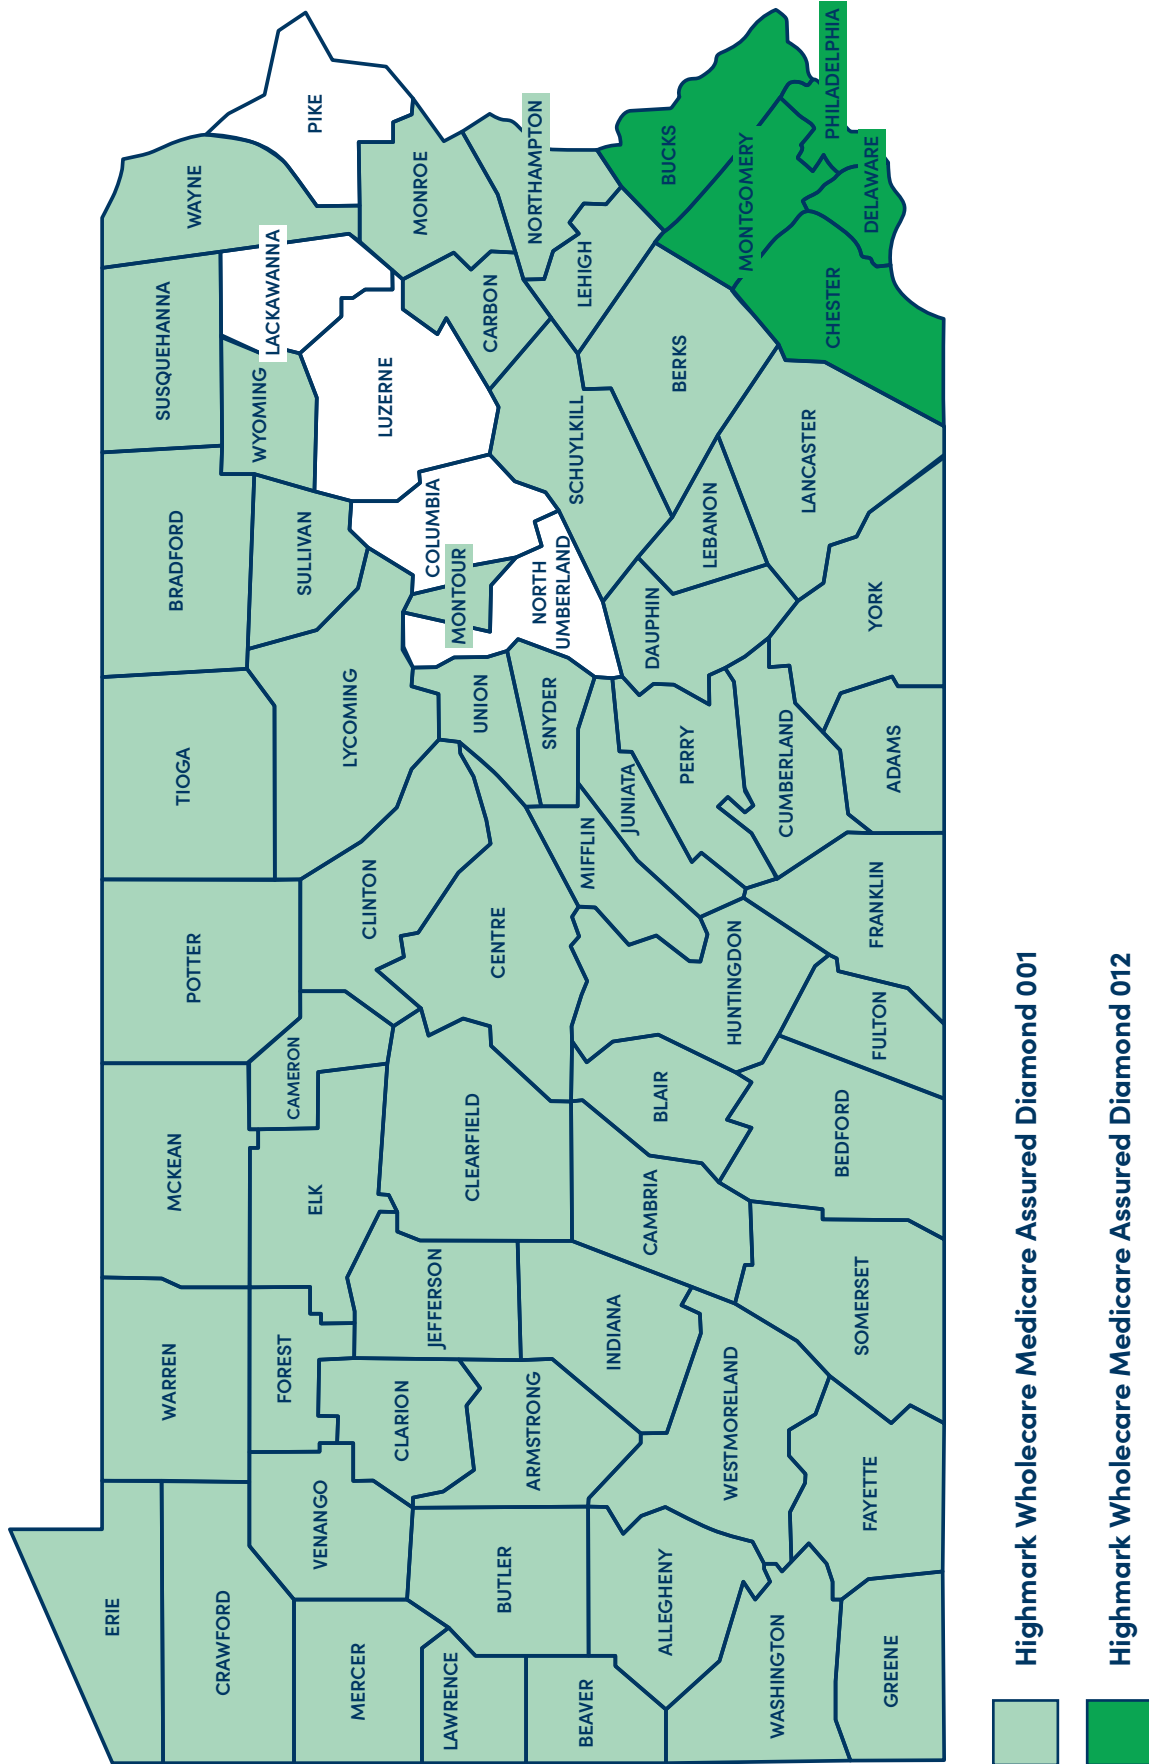 ERIE
CRAWFORD
WARREN
MCKEAN
POTTER
TIOGA
BRADFORD
SUSQUEHANNA
WAYNE
PIKE
WYOMING
LACKAWANNA
SULLIVAN
FOREST
VENANGO
ELK
CAMERON
MERCER
CLINTON
LYCOMING
LUZERNE
MONROE
CLARION
JEFFERSON
COLUMBIA
MONTOUR
LAWRENCE
BUTLER
ARMSTRONG
CLEARFIELD
CENTRE
UNION
CARBON
NORTHAMPTON
SNYDER
NORTH
UMBERLAND
SCHUYLKILL
LEHIGH
BEAVER
INDIANA
MIFFLIN
JUNIATA
ALLEGHENY
CAMBRIA
BLAIR
HUNTINGDON
PERRY
DAUPHIN
LEBANON
BERKS
BUCKS
WESTMORELAND
MONTGOMERY
WASHINGTON
CUMBERLAND
LANCASTER
CHESTER
PHILADELPHIA
FAYETTE
SOMERSET
BEDFORD
FULTON
FRANKLIN
ADAMS
YORK
DELAWARE
GREENE
Highmark Wholecare Medicare Assured Diamond 001
Highmark Wholecare Medicare Assured Diamond 012